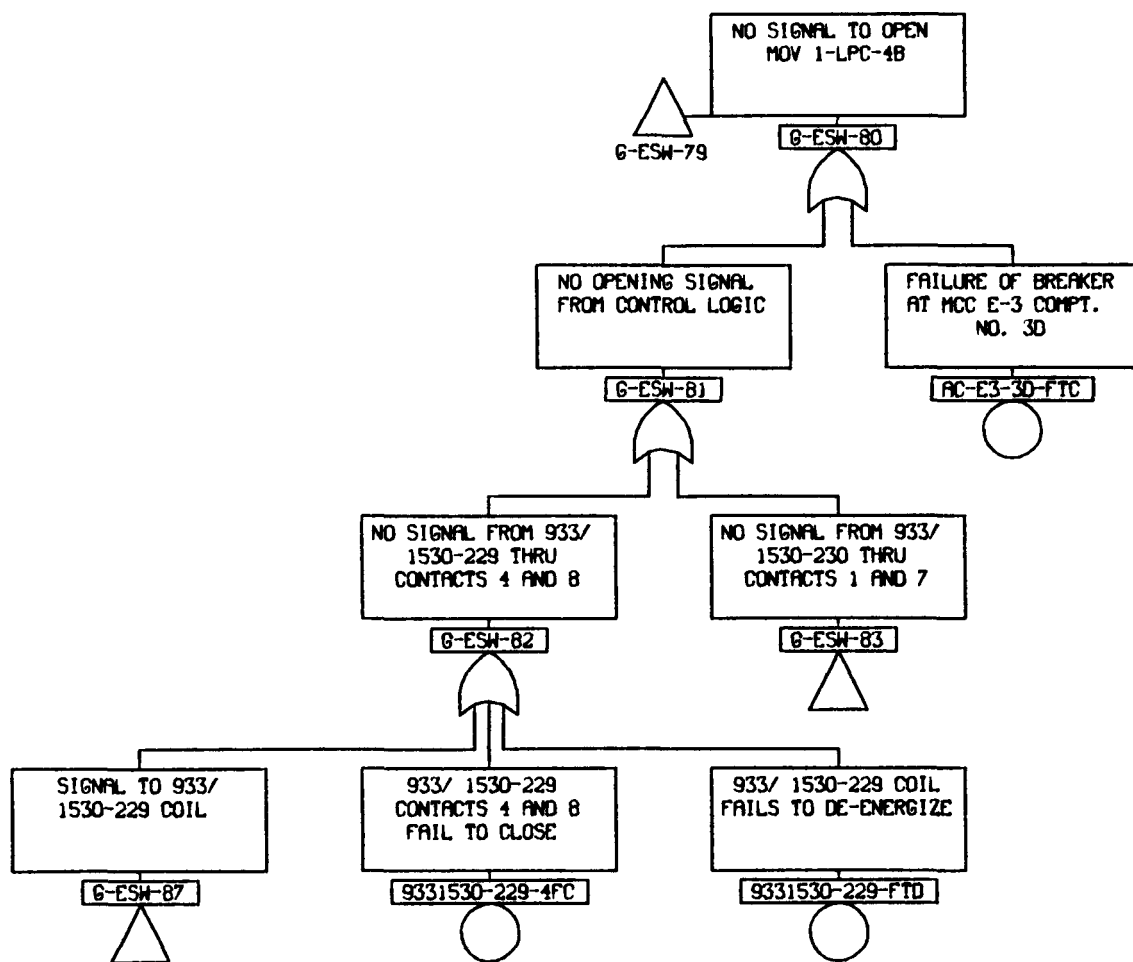 NO SIGNAL TO OPEN
MOV 1-LPC-4B
G-ESW-79
G-ESW-80
NO OPENING SIGNAL
FROM CONTROL LOGIC
G-ESW-81
FAILURE OF BREAKER
AT MCC E-3 COMPT.
NO. 3D
AC-E3-3D-FTC
NO SIGNAL FROM 933/
1530-229 THRU
CONTACTS 4 AND 8
G-ESW-82
NO SIGNAL FROM 933/
1530-230 THRU
CONTACTS 1 AND 7
G-ESW-83
SIGNAL TO 933/
1530-229 COIL
G-ESW-87
933/ 1530-229
CONTACTS 4 AND 8
FAIL TO CLOSE
9331530-229-4FC
933/ 1530-229 COIL
FAILS TO DE-ENERGIZE
9331530-229-FTD